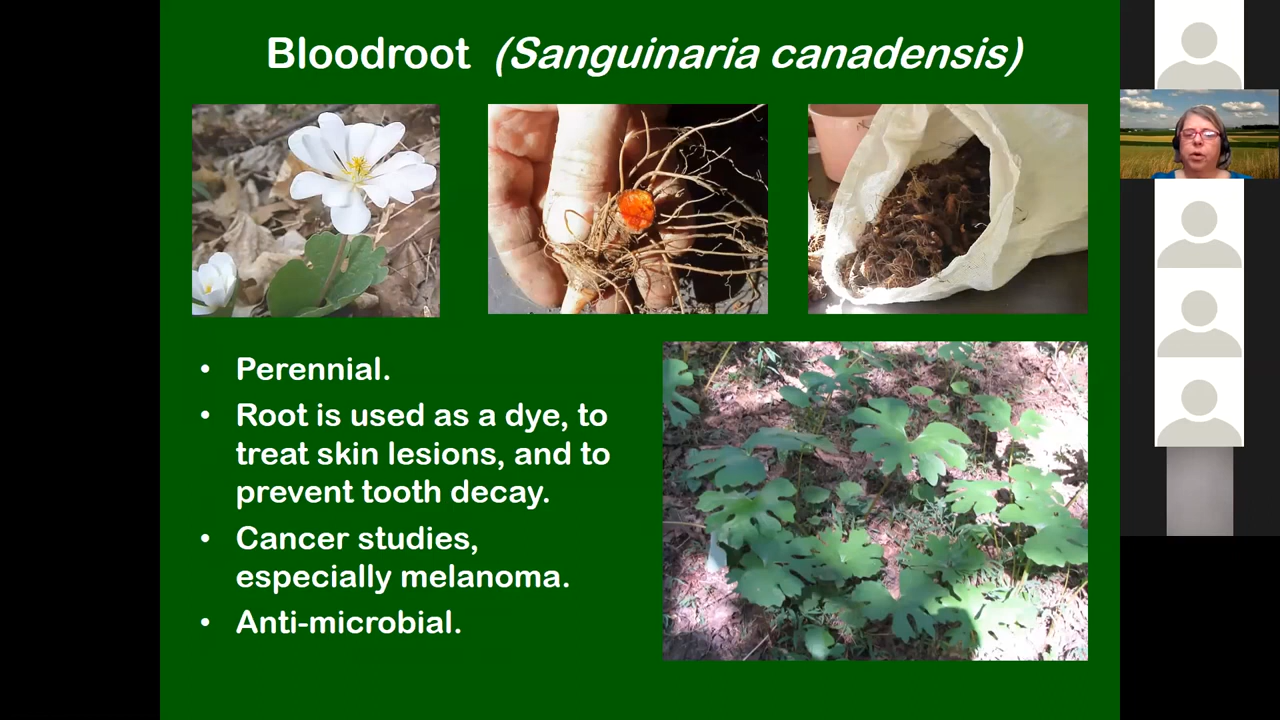 Bloodroot (Sanguinaria canadensis)
• Perennial.
• Root is used as a dye, to
treat skin lesions, and to
prevent tooth decay.
• Cancer studies,
especially melanoma.
• Anti-microbial.